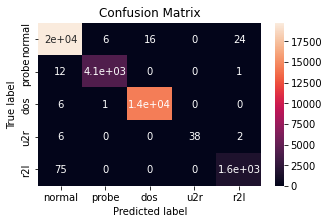 Confusion Matrix
True label
normal 2e+04 6 16 0 24
probe 12 4.1e+03 0 0 1
dos 6 1 1.4e+04 0 0
u2r 6 0 0 38 2
r2l 75 0 0 0 1.6e+03
normal probe dos u2r r2l
Predicted label
17500
15000
12500
10000
7500
5000
2500
0